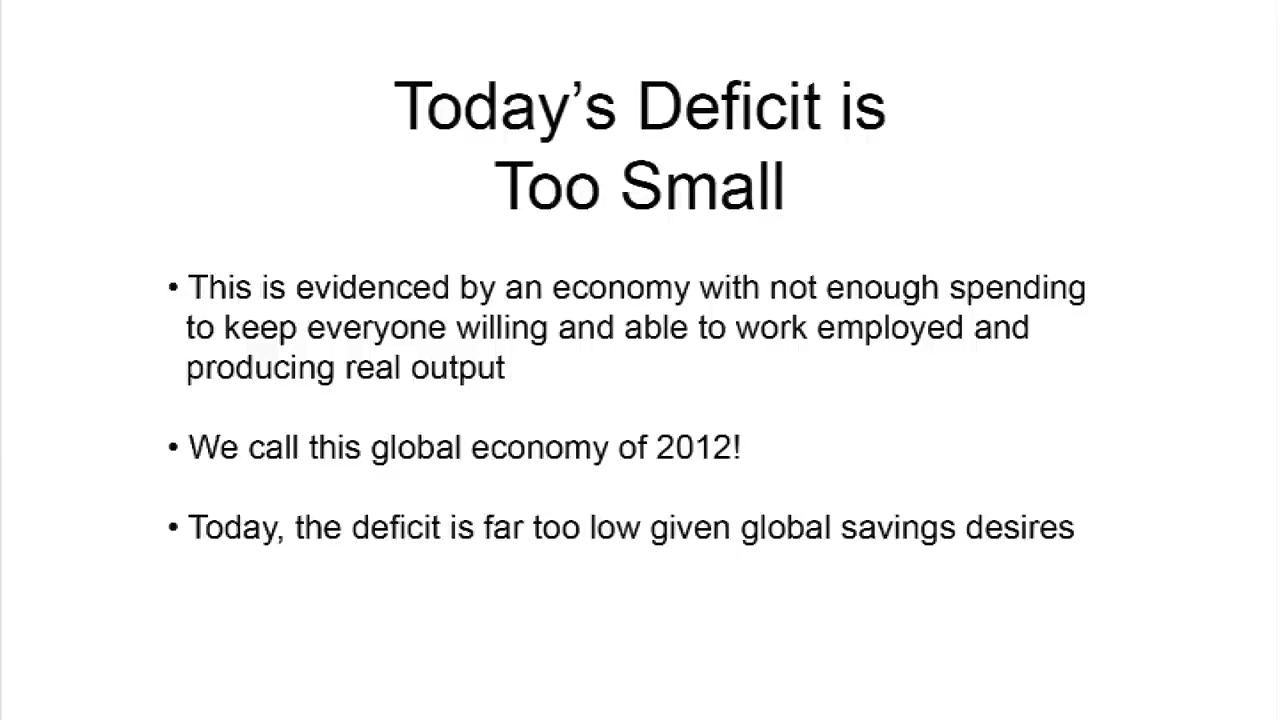 Today’s Deficit is
Too Small
• This is evidenced by an economy with not enough spending
to keep everyone willing and able to work employed and
producing real output
• We call this global economy of 2012!
• Today, the deficit is far too low given global savings desires